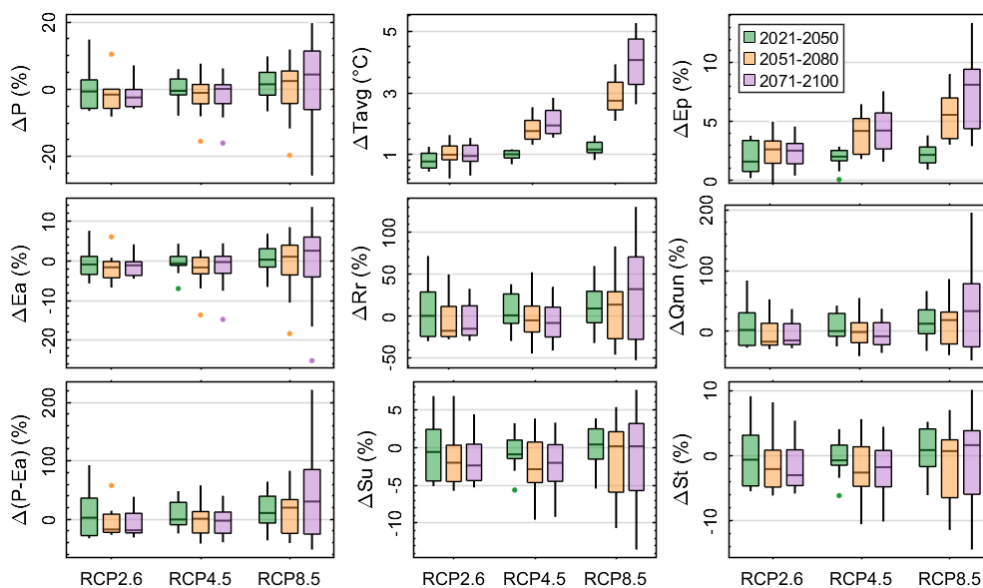 ΔP (%)
20
0
20
ΔTavg (°C)
5
3
1
ΔEp (%)
10
5
0
2021-2050
2051-2080
2071-2100
ΔEa (%)
10
0
-10
-20
ΔRr (%)
100
50
0
-50
ΔQrun (%)
200
100
0
Δ(P-Ea) (%)
200
100
0
ΔSu (%)
5
0
-5
-10
ΔSt (%)
10
0
-10
RCP2.6 RCP4.5 RCP8.5
RCP2.6 RCP4.5 RCP8.5
RCP2.6 RCP4.5 RCP8.5